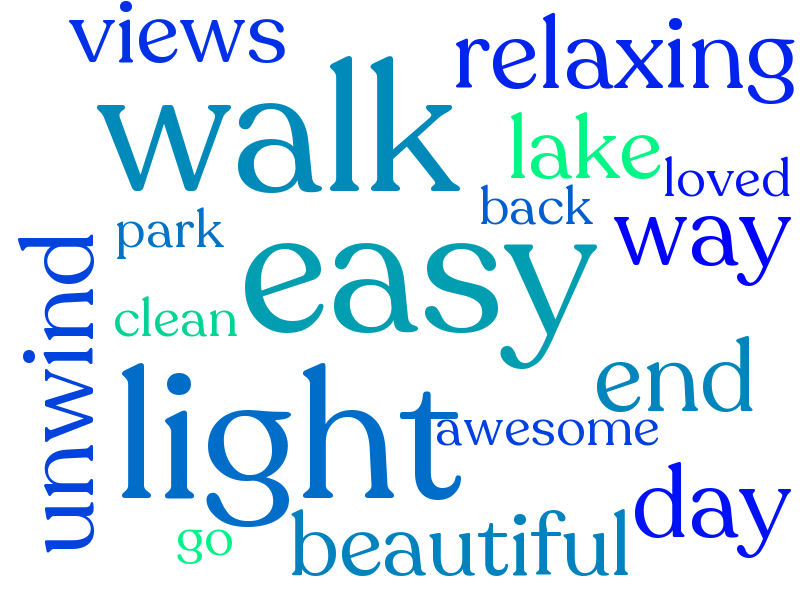 views
relaxing
walk
lake
loved
back
park
way
easy
unwind
clean
end
light
awesome
day
go
beautiful